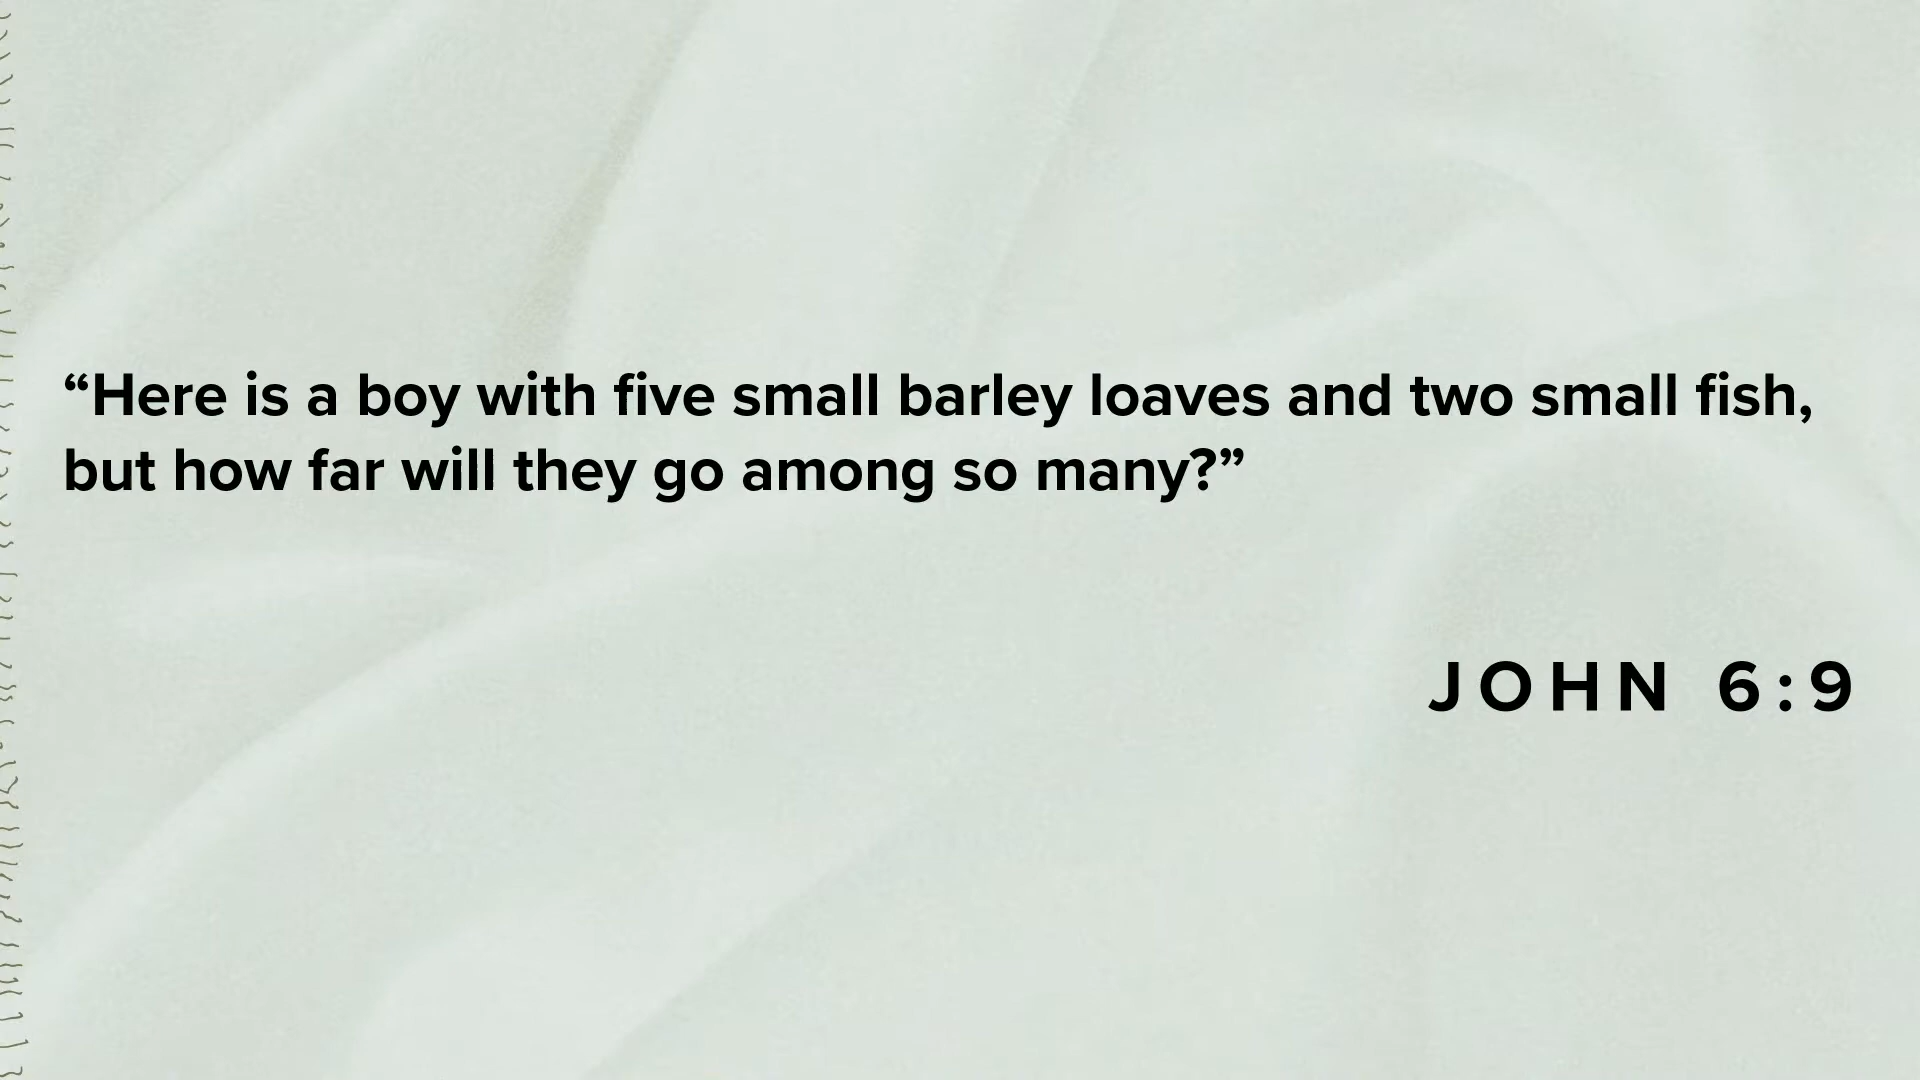 “Here is a boy with five small barley loaves and two small fish,
but how far will they go among so many?”
JOHN 6:9